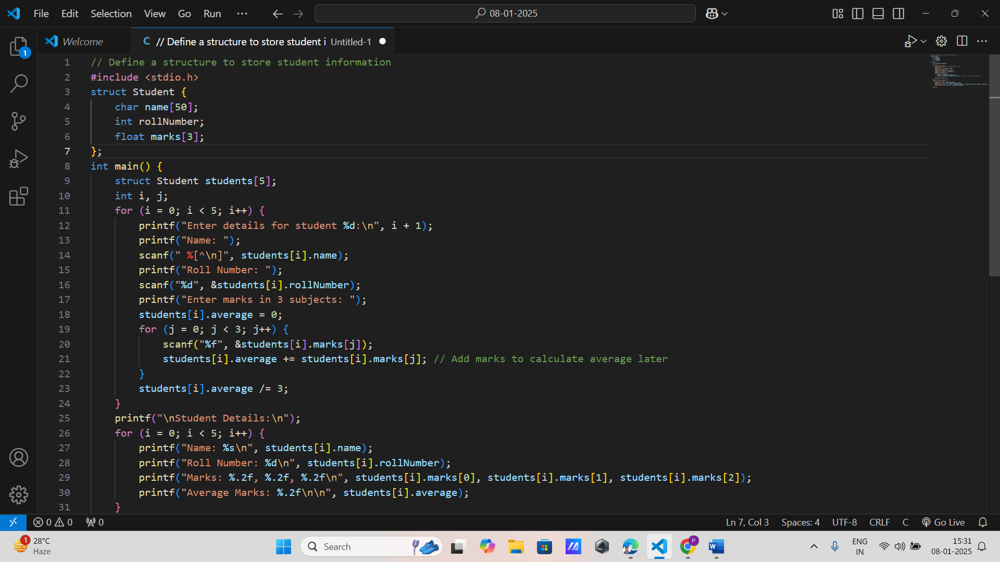 File Edit Selection View Go Run ··· 08-01-2025
Welcome C // Define a structure to store student i Untitled-1
1 // Define a structure to store student information
2 #include <stdio.h>
3 struct Student {
4 char name[50];
5 int rollNumber;
6 float marks[3];
7 };
8 int main() {
9 struct Student students[5];
10 int i, j;
11 for (i = 0; i < 5; i++) {
12 printf("Enter details for student %d:\n", i + 1);
13 printf("Name: ");
14 scanf(" %[^\n]", students[i].name);
15 printf("Roll Number: ");
16 scanf("%d", &students[i].rollNumber);
17 printf("Enter marks in 3 subjects: ");
18 students[i].average = 0;
19 for (j = 0; j < 3; j++) {
20 scanf("%f", &students[i].marks[j]);
21 students[i].average += students[i].marks[j]; // Add marks to calculate average later
22 }
23 students[i].average /= 3;
24 }
25 printf("\nStudent Details:\n");
26 for (i = 0; i < 5; i++) {
27 printf("Name: %s\n", students[i].name);
28 printf("Roll Number: %d\n", students[i].rollNumber);
29 printf("Marks: %.2f, %.2f, %.2f\n", students[i].marks[0], students[i].marks[1], students[i].marks[2]);
30 printf("Average Marks: %.2f\n\n", students[i].average);
31 }
1
0 0 0 Ln 7, Col 3 Spaces: 4 UTF-8 CRLF C Go Live
1 28°C
Haze
Search
P
W
ENG
IN
15:31
08-01-2025